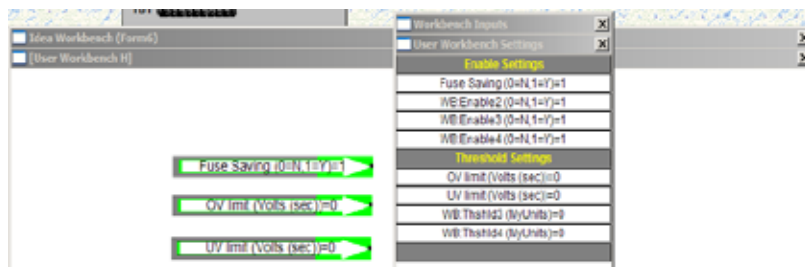 Idea Workbench (Form6)
[User Workbench H]
Fuse Saving (0=N,1=Y)=1
OV limit (Volts (sec))=0
UV limit (Volts (sec))=0
Workbench Inputs
User Workbench Settings
Enable Settings
Fuse Saving (0=N,1=Y)=1
WB:Enable2 (0=N,1=Y)=1
WB:Enable3 (0=N,1=Y)=1
WB:Enable4 (0=N,1=Y)=1
Threshold Settings
OV limit (Volts (sec))=0
UV limit (Volts (sec))=0
WB:Thshld3 (MyUnits)=0
WB:Thshld4 (MyUnits)=0